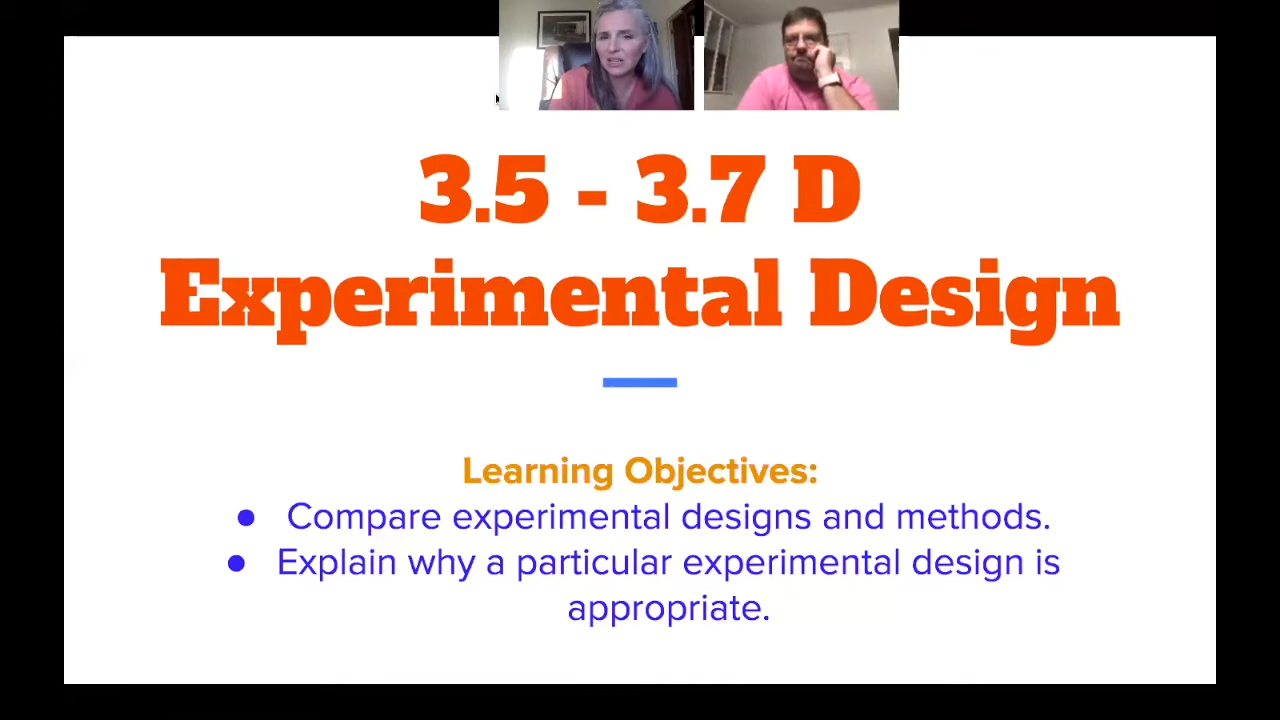 3.5 - 3.7 D
Experimental Design
Learning Objectives:
● Compare experimental designs and methods.
● Explain why a particular experimental design is
appropriate.